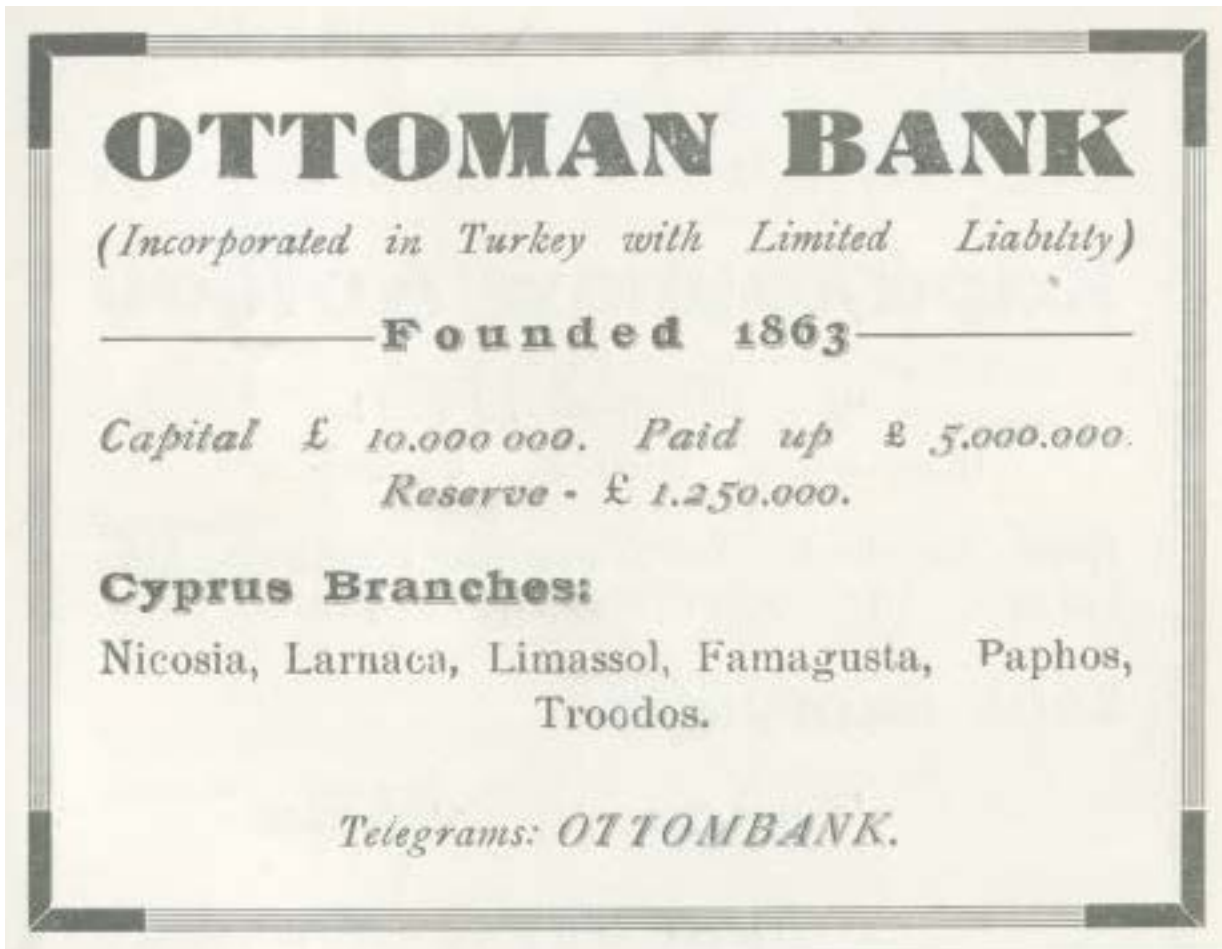 OTTOMAN BANK
(Incorporated in Turkey with Limited Liability)
Founded 1863
Capital £ 10.000 000. Paid up £ 5.000.000.
Reserve - £ 1.250.000.
Cyprus Branches:
Nicosia, Larnaca, Limassol, Famagusta, Paphos,
Troodos.
Telegrams: OTTOMBANK.